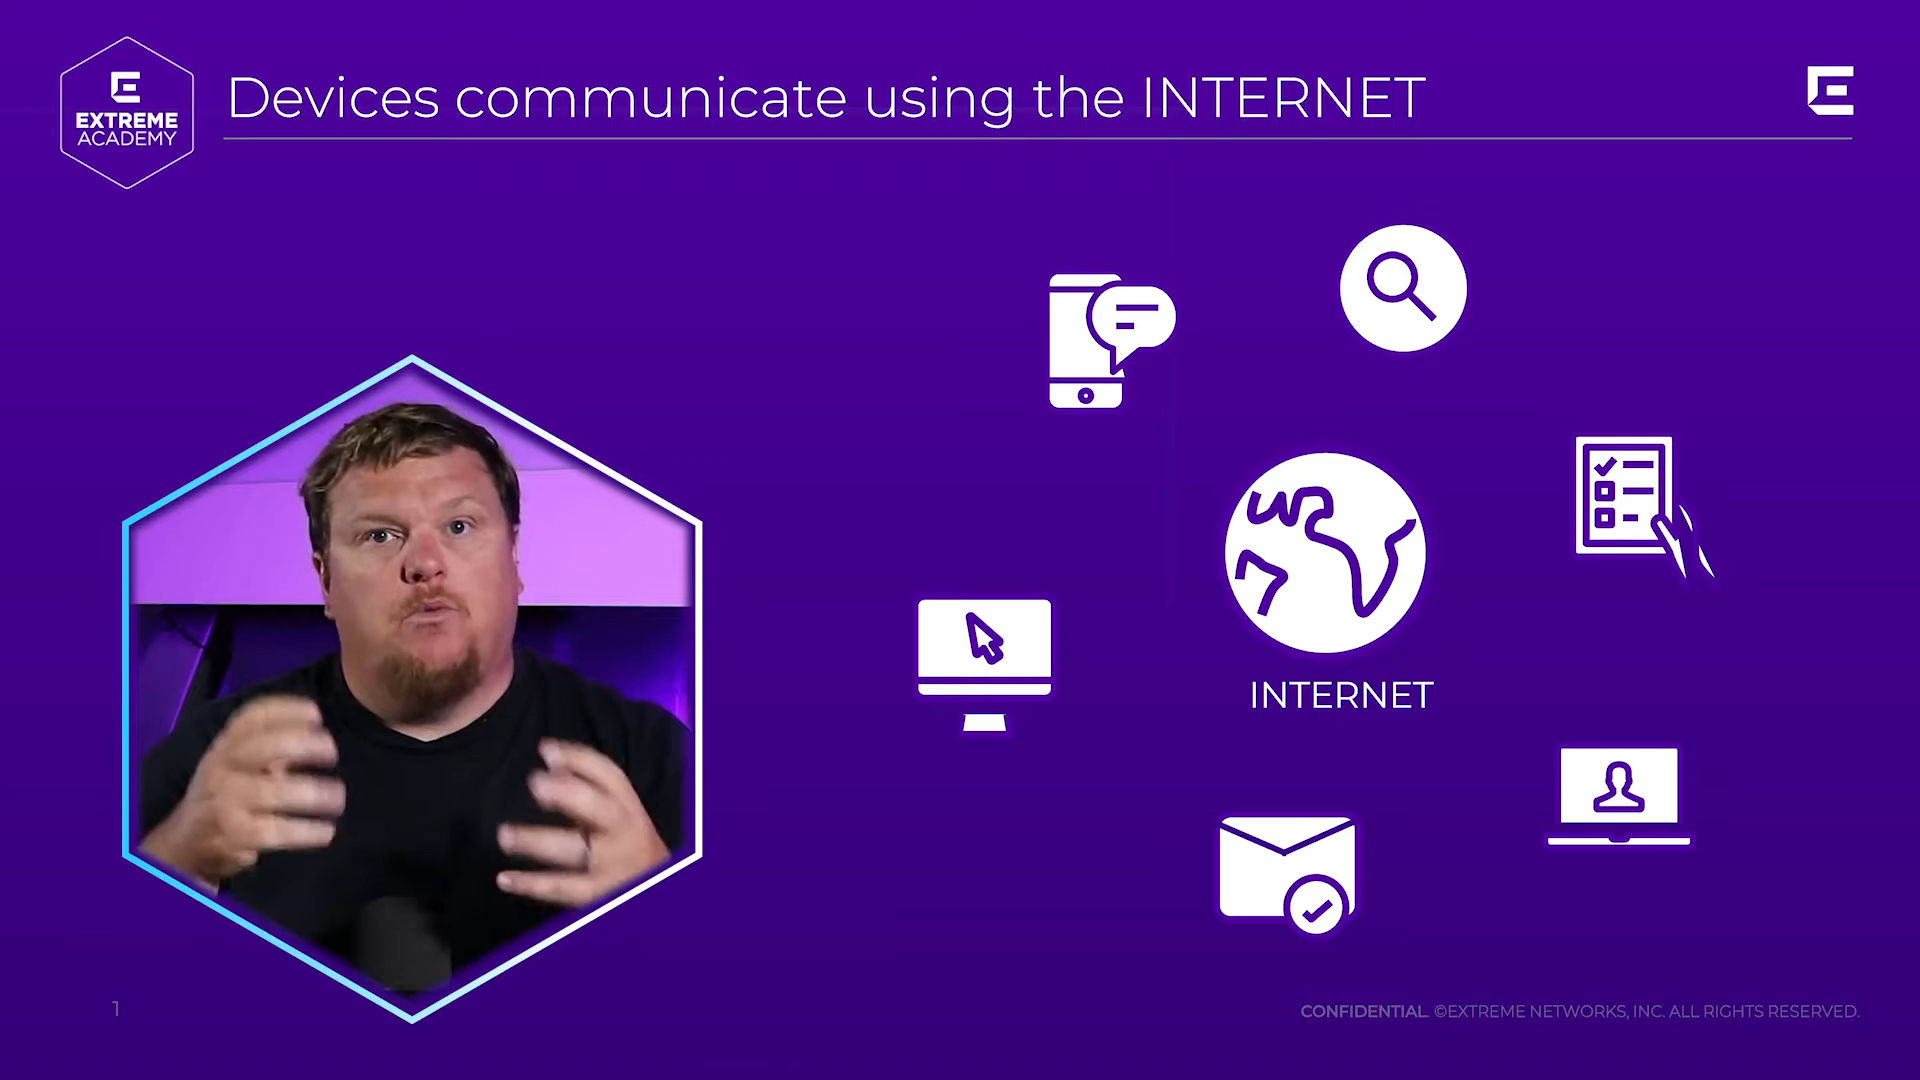 EXTREME
ACADEMY
Devices communicate using the INTERNET
INTERNET
1
CONFIDENTIAL. ©EXTREME NETWORKS, INC. ALL RIGHTS RESERVED.